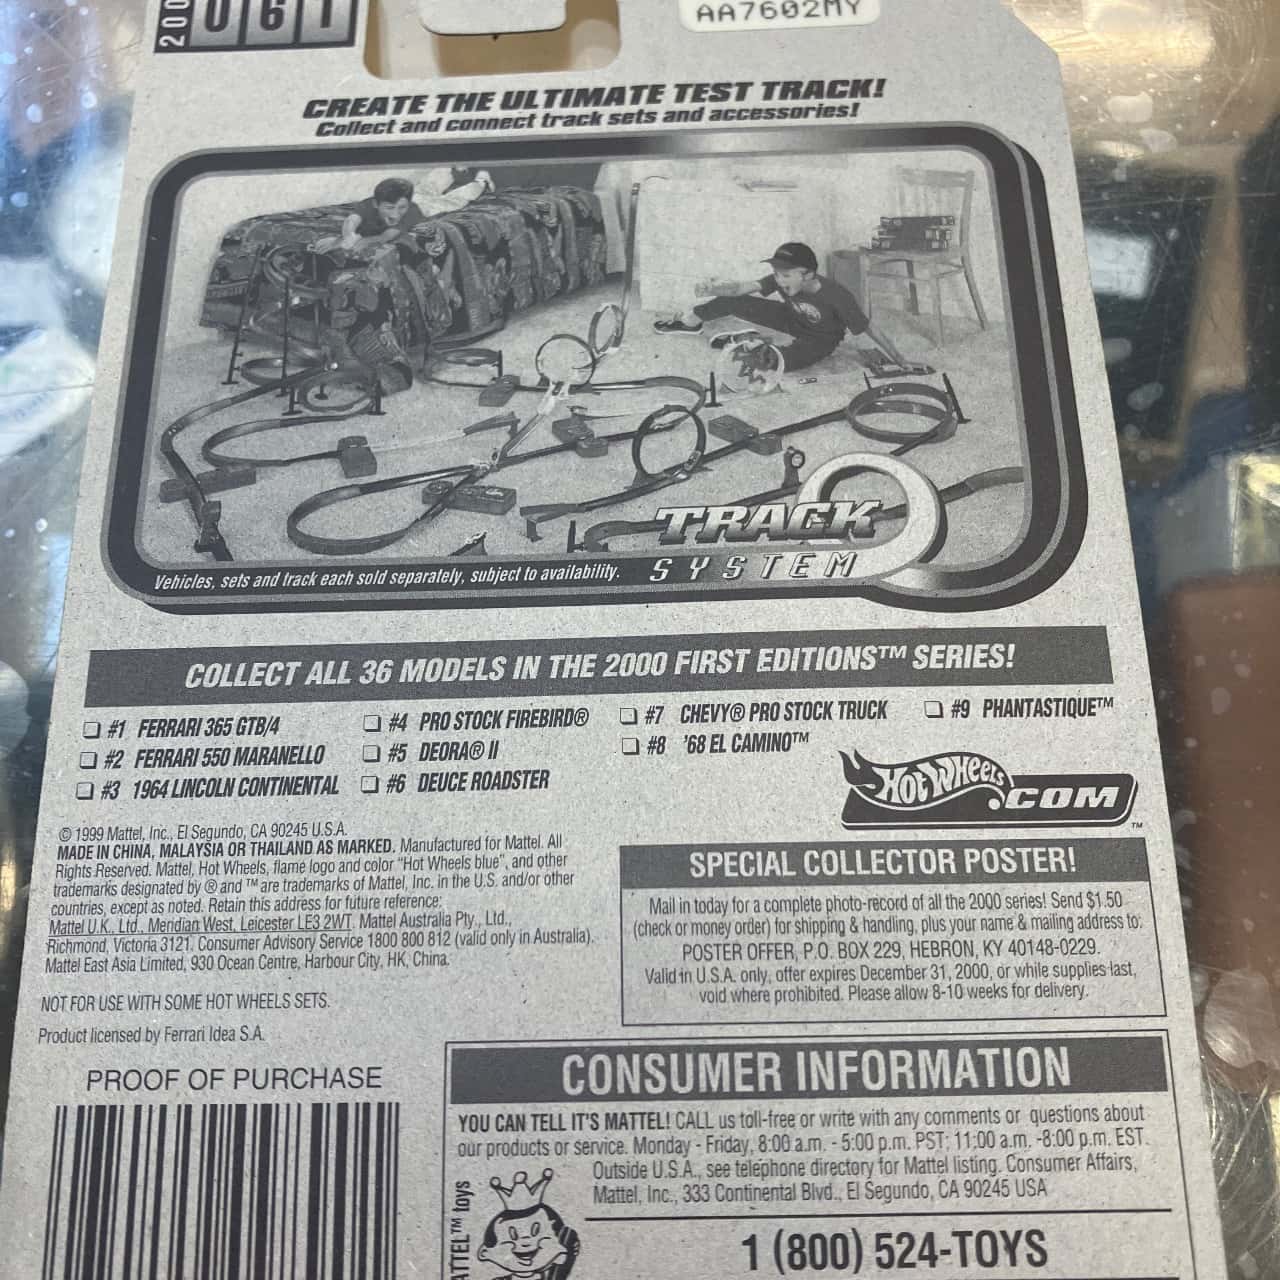 200 061
AA7602MY
CREATE THE ULTIMATE TEST TRACK!
Collect and connect track sets and accessories!
TRACK
SYSTEM
Vehicles, sets and track each sold separately, subject to availability.
COLLECT ALL 36 MODELS IN THE 2000 FIRST EDITIONS™ SERIES!
#1 FERRARI 365 GTB/4
#2 FERRARI 550 MARANELLO
#3 1964 LINCOLN CONTINENTAL
#4 PRO STOCK FIREBIRD®
#5 DEORA® II
#6 DEUCE ROADSTER
#7 CHEVY® PRO STOCK TRUCK
#8 '68 EL CAMINO™
#9 PHANTASTIQUE™
HOT WHEELS
.COM™
© 1999 Mattel, Inc., El Segundo, CA 90245 U.S.A.
MADE IN CHINA, MALAYSIA OR THAILAND AS MARKED. Manufactured for Mattel. All
Rights Reserved. Mattel, Hot Wheels, flame logo and color "Hot Wheels blue", and other
trademarks designated by ® and ™ are trademarks of Mattel, Inc. in the U.S. and/or other
countries, except as noted. Retain this address for future reference:
Mattel U.K., Ltd., Meridian West, Leicester LE3 2WT. Mattel Australia Pty., Ltd.,
Richmond, Victoria 3121. Consumer Advisory Service 1800 800 812 (valid only in Australia).
Mattel East Asia Limited, 930 Ocean Centre, Harbour City, HK, China.
NOT FOR USE WITH SOME HOT WHEELS SETS.
Product licensed by Ferrari Idea S.A.
SPECIAL COLLECTOR POSTER!
Mail in today for a complete photo-record of all the 2000 series! Send $1.50
(check or money order) for shipping & handling, plus your name & mailing address to:
POSTER OFFER, P.O. BOX 229, HEBRON, KY 40148-0229.
Valid in U.S.A. only, offer expires December 31, 2000, or while supplies last,
void where prohibited. Please allow 8-10 weeks for delivery.
PROOF OF PURCHASE
CONSUMER INFORMATION
YOU CAN TELL IT'S MATTEL! CALL us toll-free or write with any comments or questions about
our products or service. Monday - Friday, 8:00 a.m. - 5:00 p.m. PST; 11:00 a.m. -8:00 p.m. EST.
Outside U.S.A., see telephone directory for Mattel listing. Consumer Affairs,
Mattel, Inc., 333 Continental Blvd., El Segundo, CA 90245 USA
1 (800) 524-TOYS
ATTEL™ toys